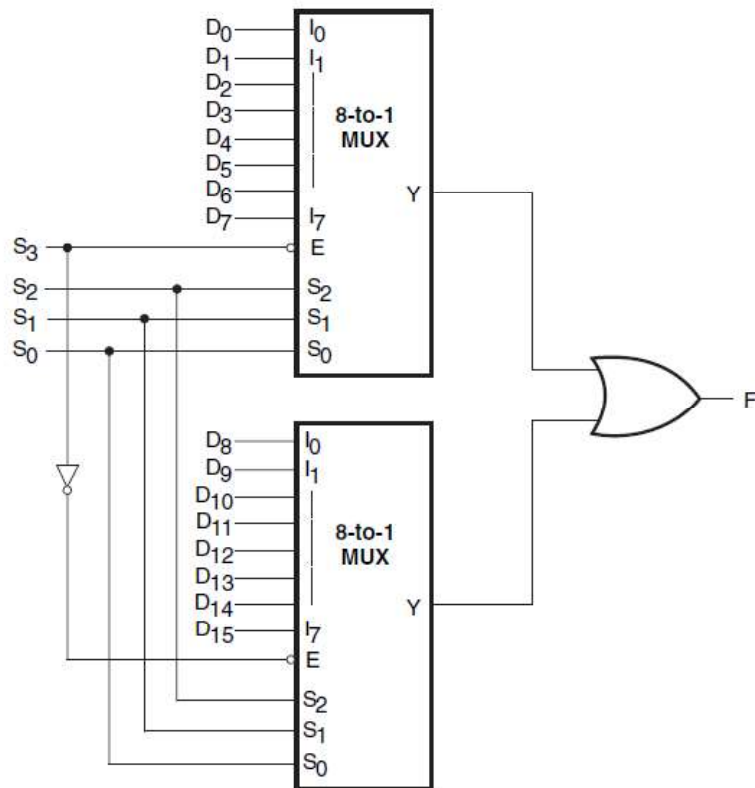 D0 I0
D1 I1
D2
D3
8-to-1
MUX
D4
D5
D6
Y
D7 I7
S3 E
S2 S2
S1 S1
S0 S0
F
D8 I0
D9 I1
D10
D11
8-to-1
MUX
D12
D13
D14
Y
D15 I7
E
S2
S1
S0